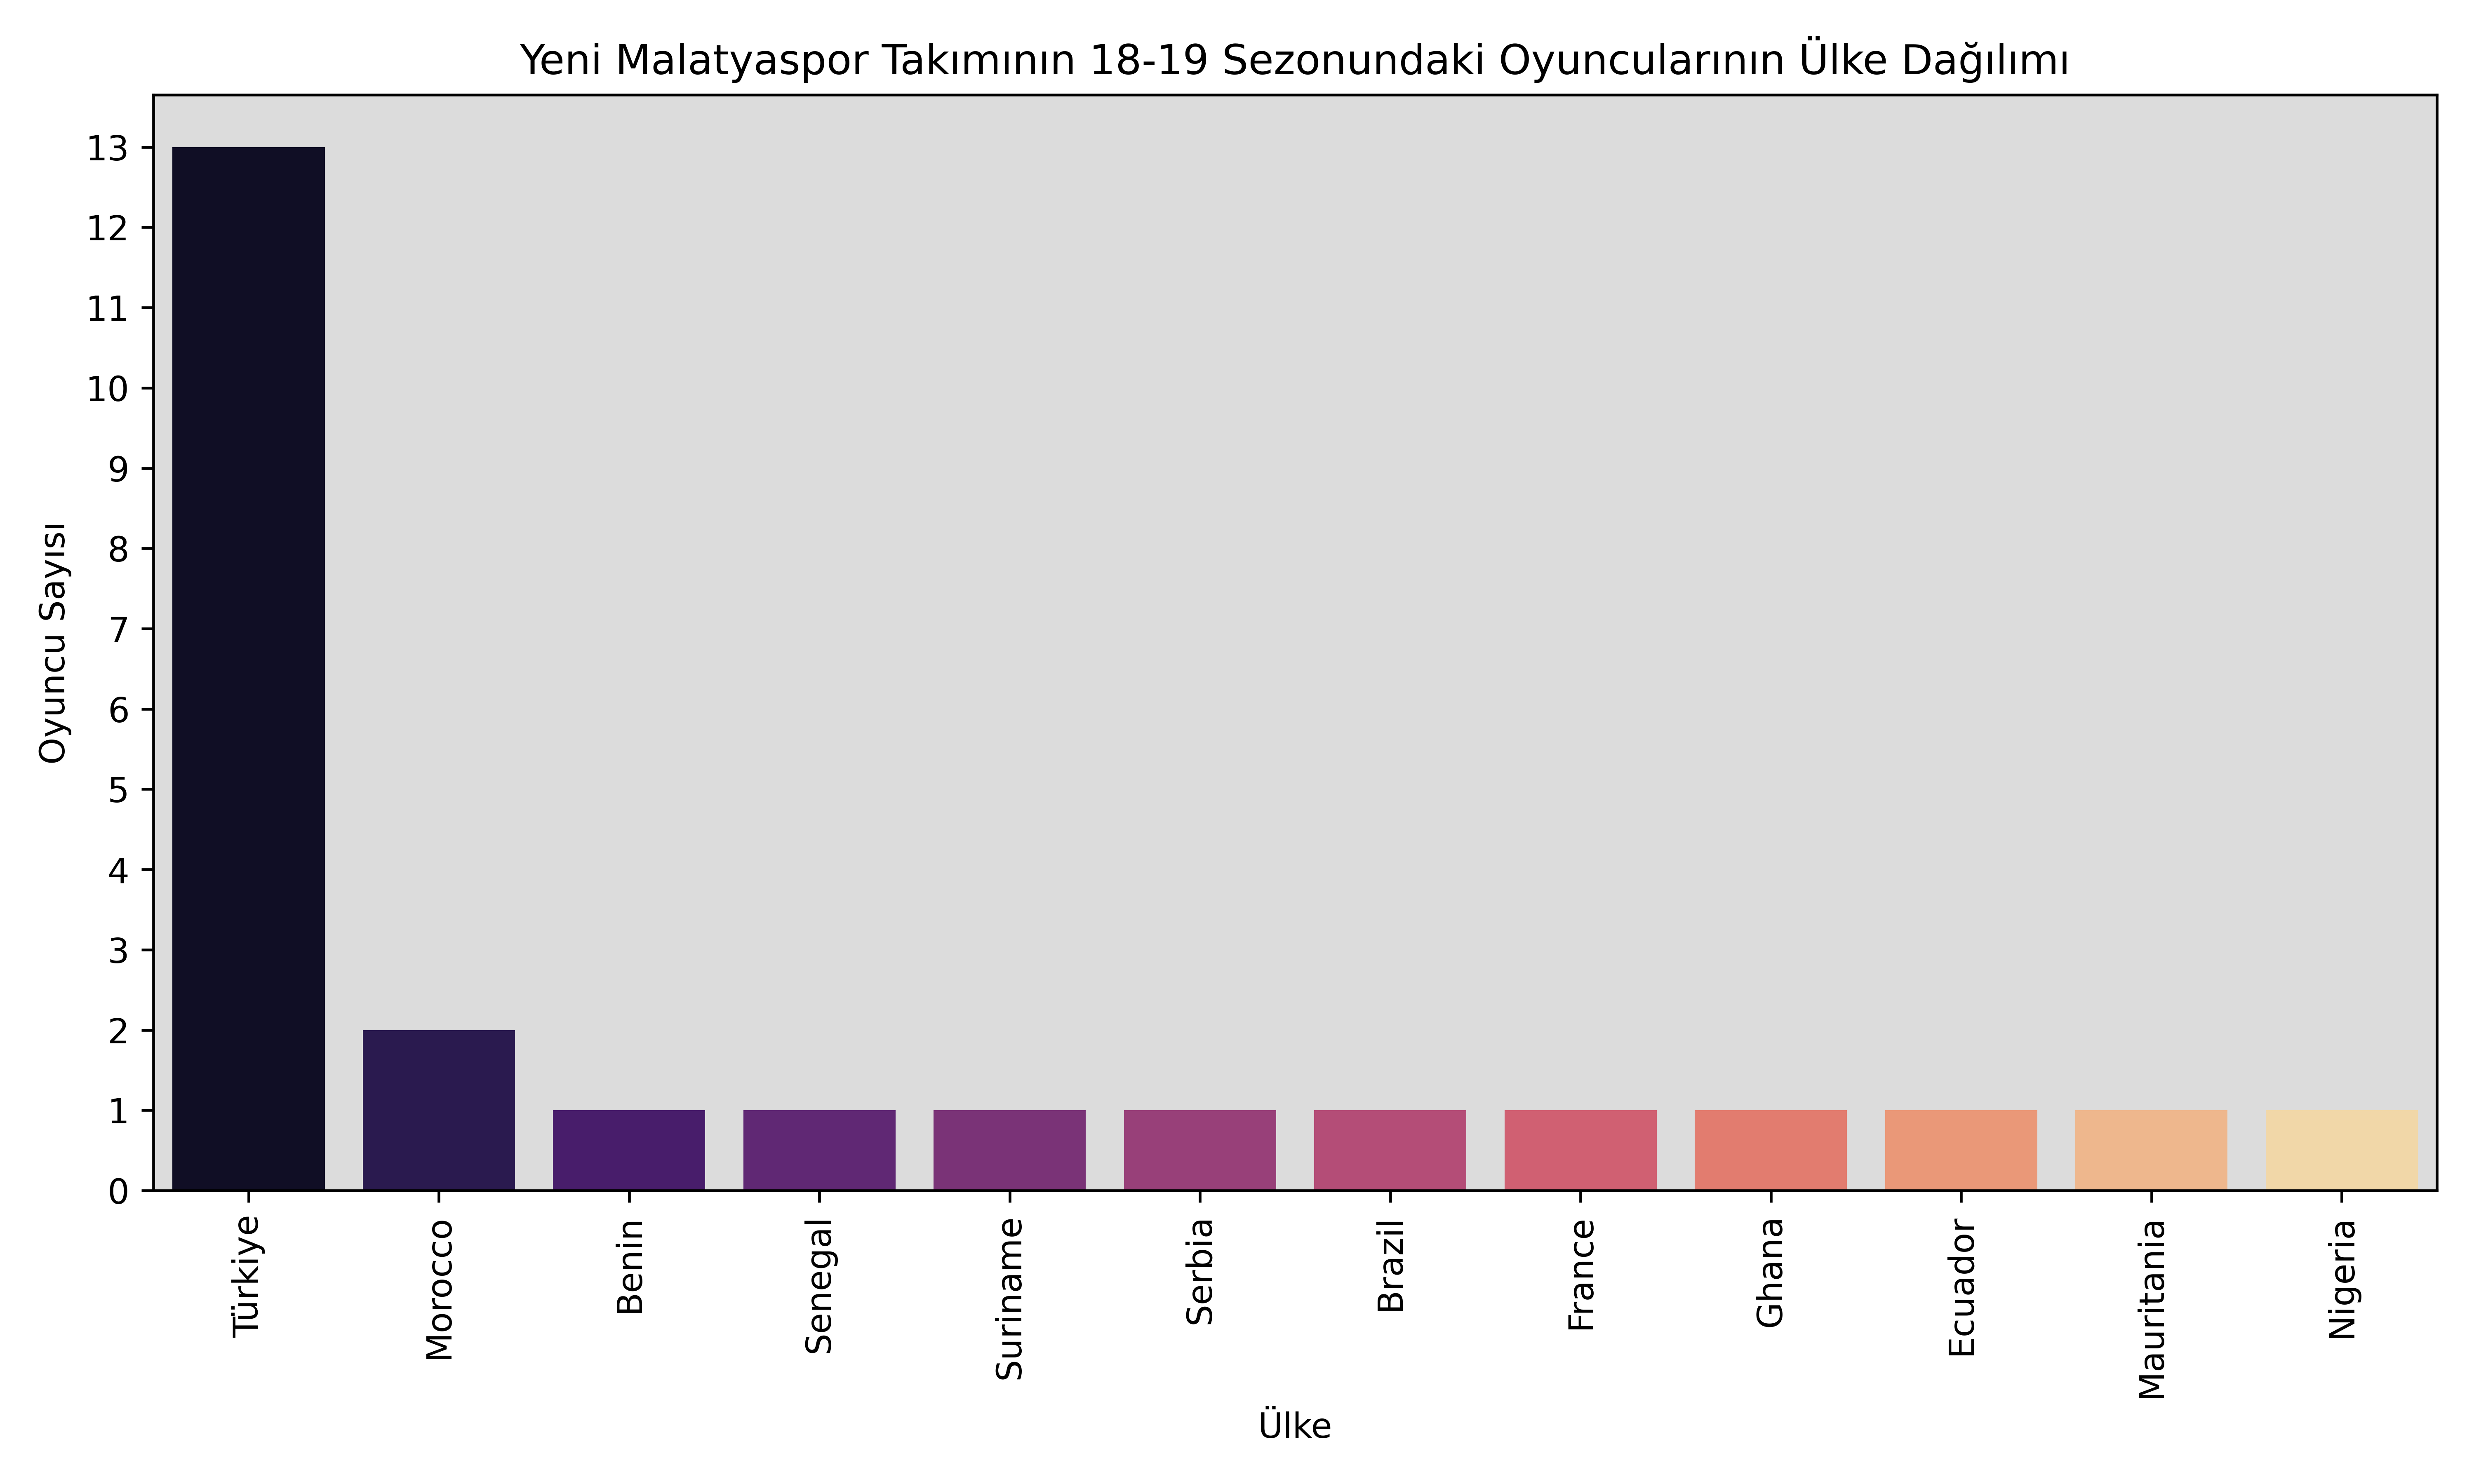 Yeni Malatyaspor Takımının 18-19 Sezonundaki Oyuncularının Ülke Dağılımı
Oyuncu Sayısı
13
12
11
10
9
8
7
6
5
4
3
2
1
0
Türkiye
Morocco
Benin
Senegal
Suriname
Serbia
Brazil
France
Ghana
Ecuador
Mauritania
Nigeria
Ülke